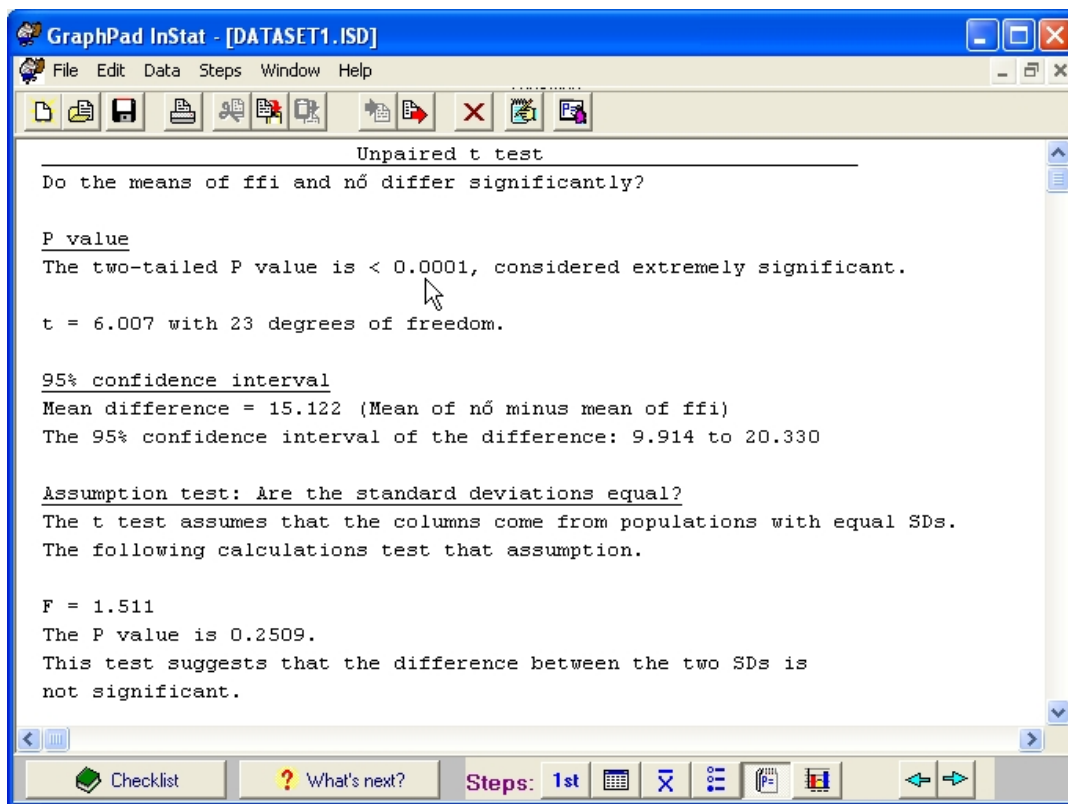 GraphPad InStat - [DATASET1.ISD]
File Edit Data Steps Window Help
Unpaired t test
Do the means of ffi and nő differ significantly?
P value
The two-tailed P value is < 0.0001, considered extremely significant.
t = 6.007 with 23 degrees of freedom.
95% confidence interval
Mean difference = 15.122 (Mean of nő minus mean of ffi)
The 95% confidence interval of the difference: 9.914 to 20.330
Assumption test: Are the standard deviations equal?
The t test assumes that the columns come from populations with equal SDs.
The following calculations test that assumption.
F = 1.511
The P value is 0.2509.
This test suggests that the difference between the two SDs is
not significant.
Checklist ? What's next? Steps: 1st x̄ P=